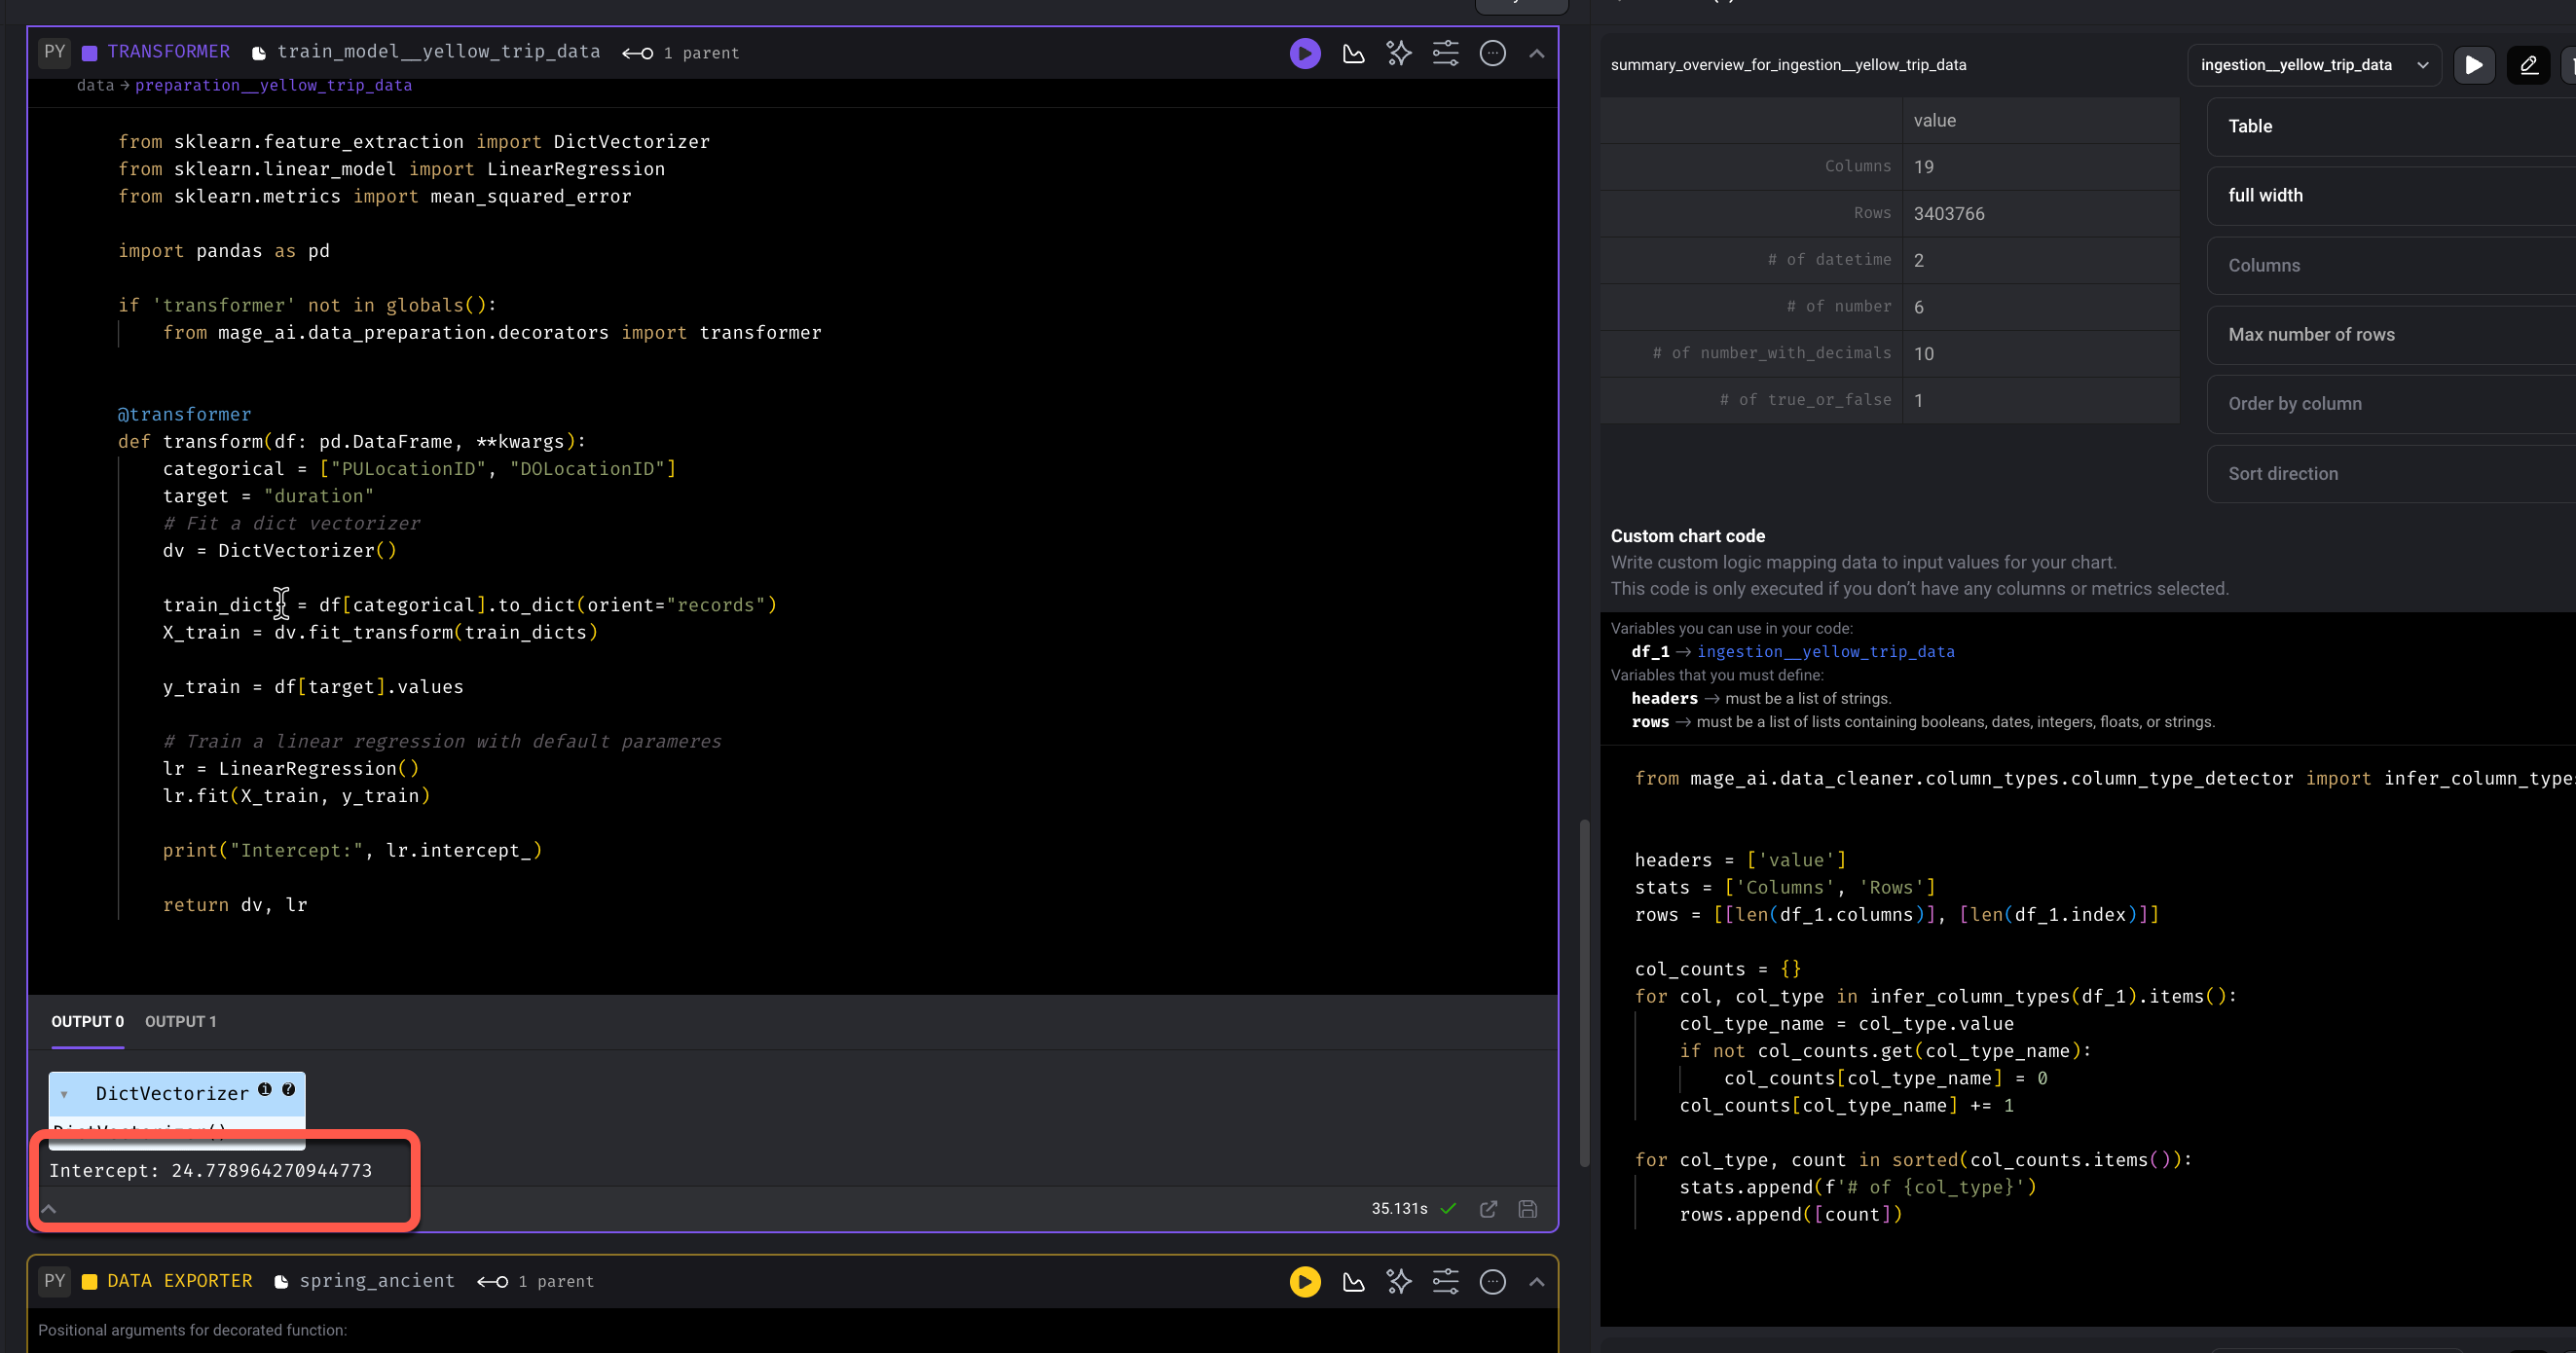 PY TRANSFORMER train_model__yellow_trip_data 1 parent
data → preparation__yellow_trip_data
from sklearn.feature_extraction import DictVectorizer
from sklearn.linear_model import LinearRegression
from sklearn.metrics import mean_squared_error
import pandas as pd
if 'transformer' not in globals():
from mage_ai.data_preparation.decorators import transformer
@transformer
def transform(df: pd.DataFrame, **kwargs):
categorical = ["PULocationID", "DOLocationID"]
target = "duration"
# Fit a dict vectorizer
dv = DictVectorizer()
train_dicts = df[categorical].to_dict(orient="records")
X_train = dv.fit_transform(train_dicts)
y_train = df[target].values
# Train a linear regression with default parameres
lr = LinearRegression()
lr.fit(X_train, y_train)
print("Intercept:", lr.intercept_)
return dv, lr
OUTPUT 0 OUTPUT 1
DictVectorizer i ?
DictVectorizer()
Intercept: 24.778964270944773
35.131s
PY DATA EXPORTER spring_ancient 1 parent
Positional arguments for decorated function:
summary_overview_for_ingestion__yellow_trip_data
ingestion__yellow_trip_data
value
Columns 19
Rows 3403766
# of datetime 2
# of number 6
# of number_with_decimals 10
# of true_or_false 1
Table
full width
Columns
Max number of rows
Order by column
Sort direction
Custom chart code
Write custom logic mapping data to input values for your chart.
This code is only executed if you don't have any columns or metrics selected.
Variables you can use in your code:
df_1 → ingestion__yellow_trip_data
Variables that you must define:
headers → must be a list of strings.
rows → must be a list of lists containing booleans, dates, integers, floats, or strings.
from mage_ai.data_cleaner.column_types.column_type_detector import infer_column_types
headers = ['value']
stats = ['Columns', 'Rows']
rows = [[len(df_1.columns)], [len(df_1.index)]]
col_counts = {}
for col, col_type in infer_column_types(df_1).items():
col_type_name = col_type.value
if not col_counts.get(col_type_name):
col_counts[col_type_name] = 0
col_counts[col_type_name] += 1
for col_type, count in sorted(col_counts.items()):
stats.append(f'# of {col_type}')
rows.append([count])